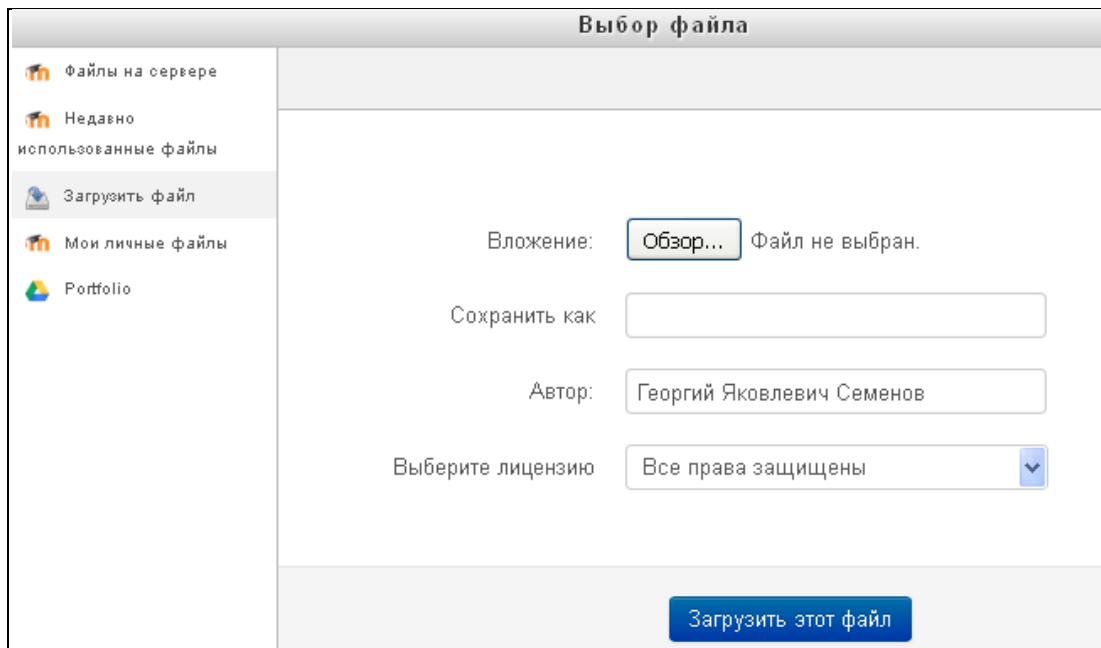 Выбор файла
Файлы на сервере
Недавно
использованные файлы
Загрузить файл
Мои личные файлы
Portfolio
Вложение: Обзор... Файл не выбран.
Сохранить как
Автор: Георгий Яковлевич Семенов
Выберите лицензию Все права защищены
Загрузить этот файл